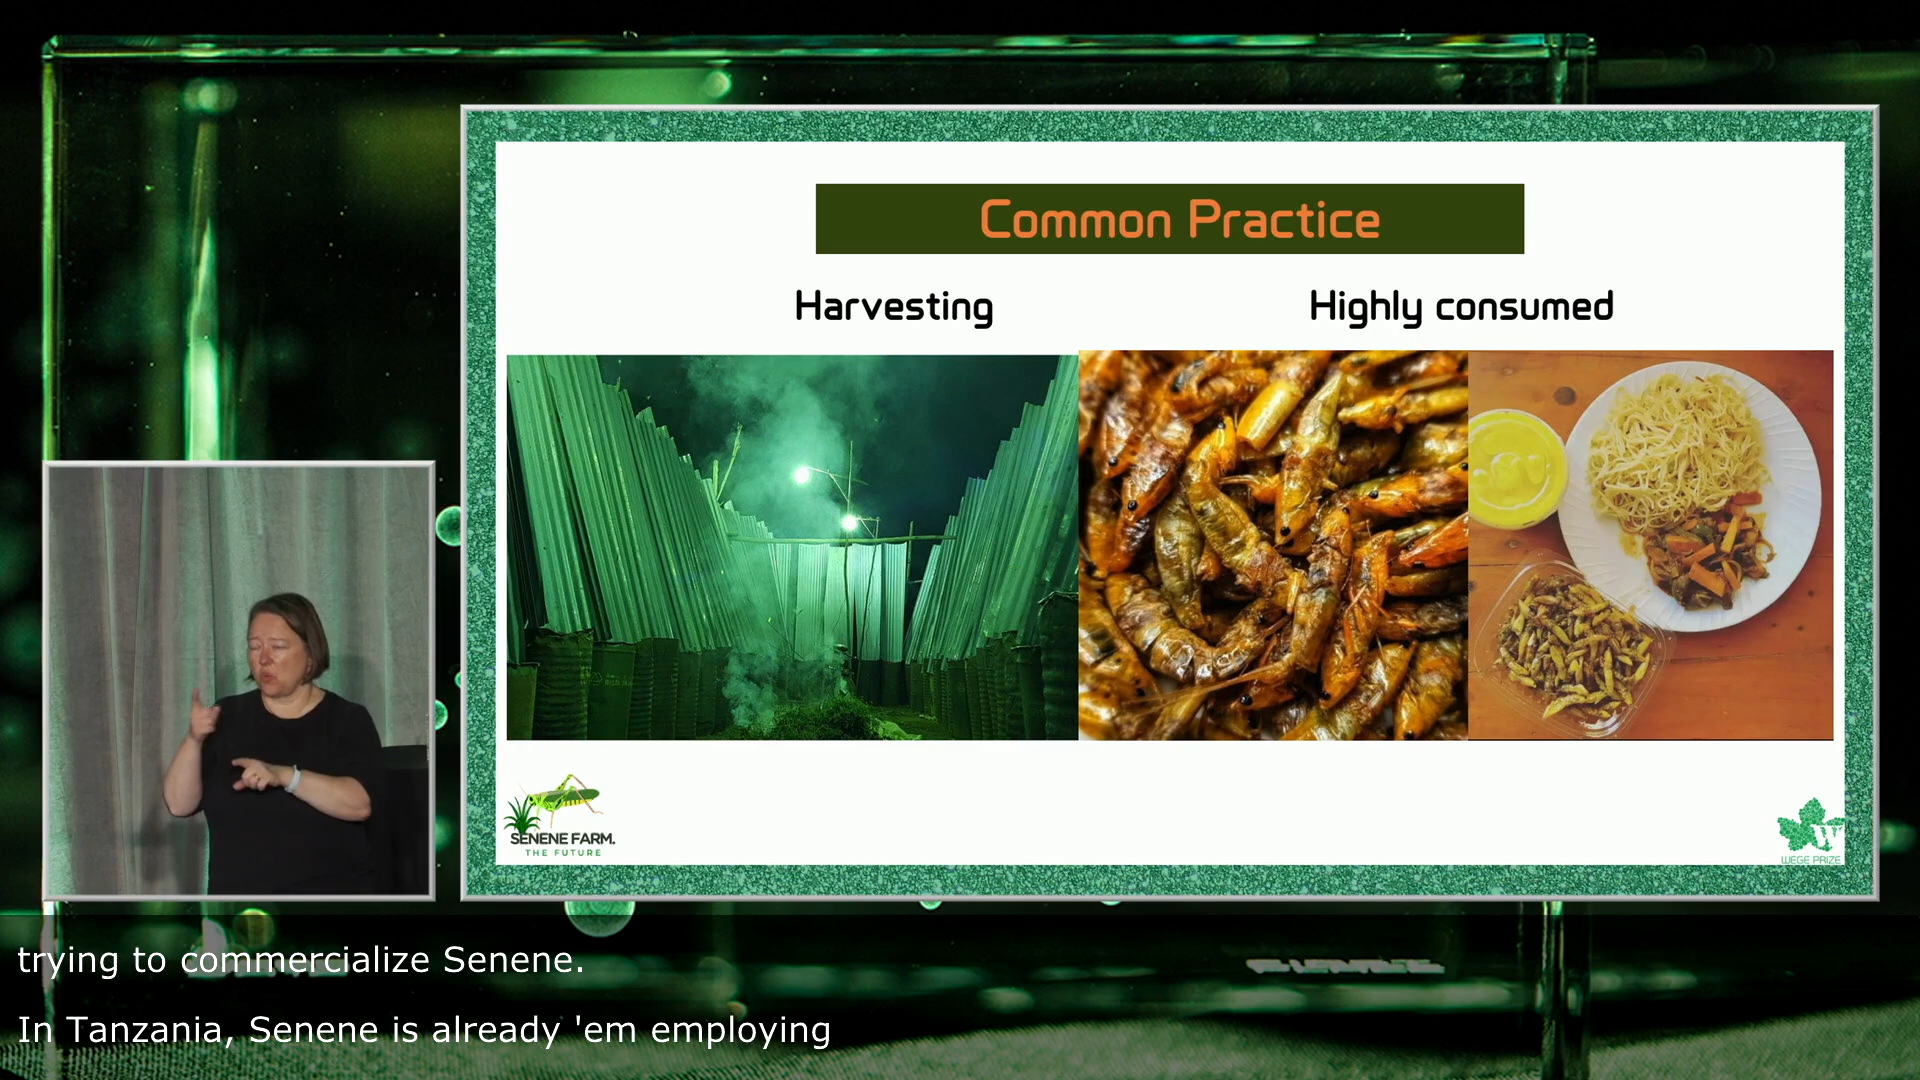 Common Practice
Harvesting
Highly consumed
SENENE FARM.
THE FUTURE
W
WEGE PRIZE
trying to commercialize Senene.
In Tanzania, Senene is already 'em employing